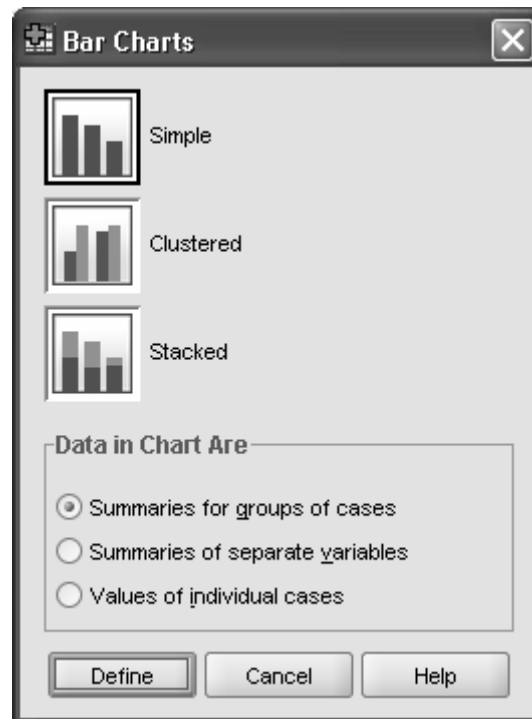 Bar Charts
Simple
Clustered
Stacked
Data in Chart Are
Summaries for groups of cases
Summaries of separate variables
Values of individual cases
Define Cancel Help